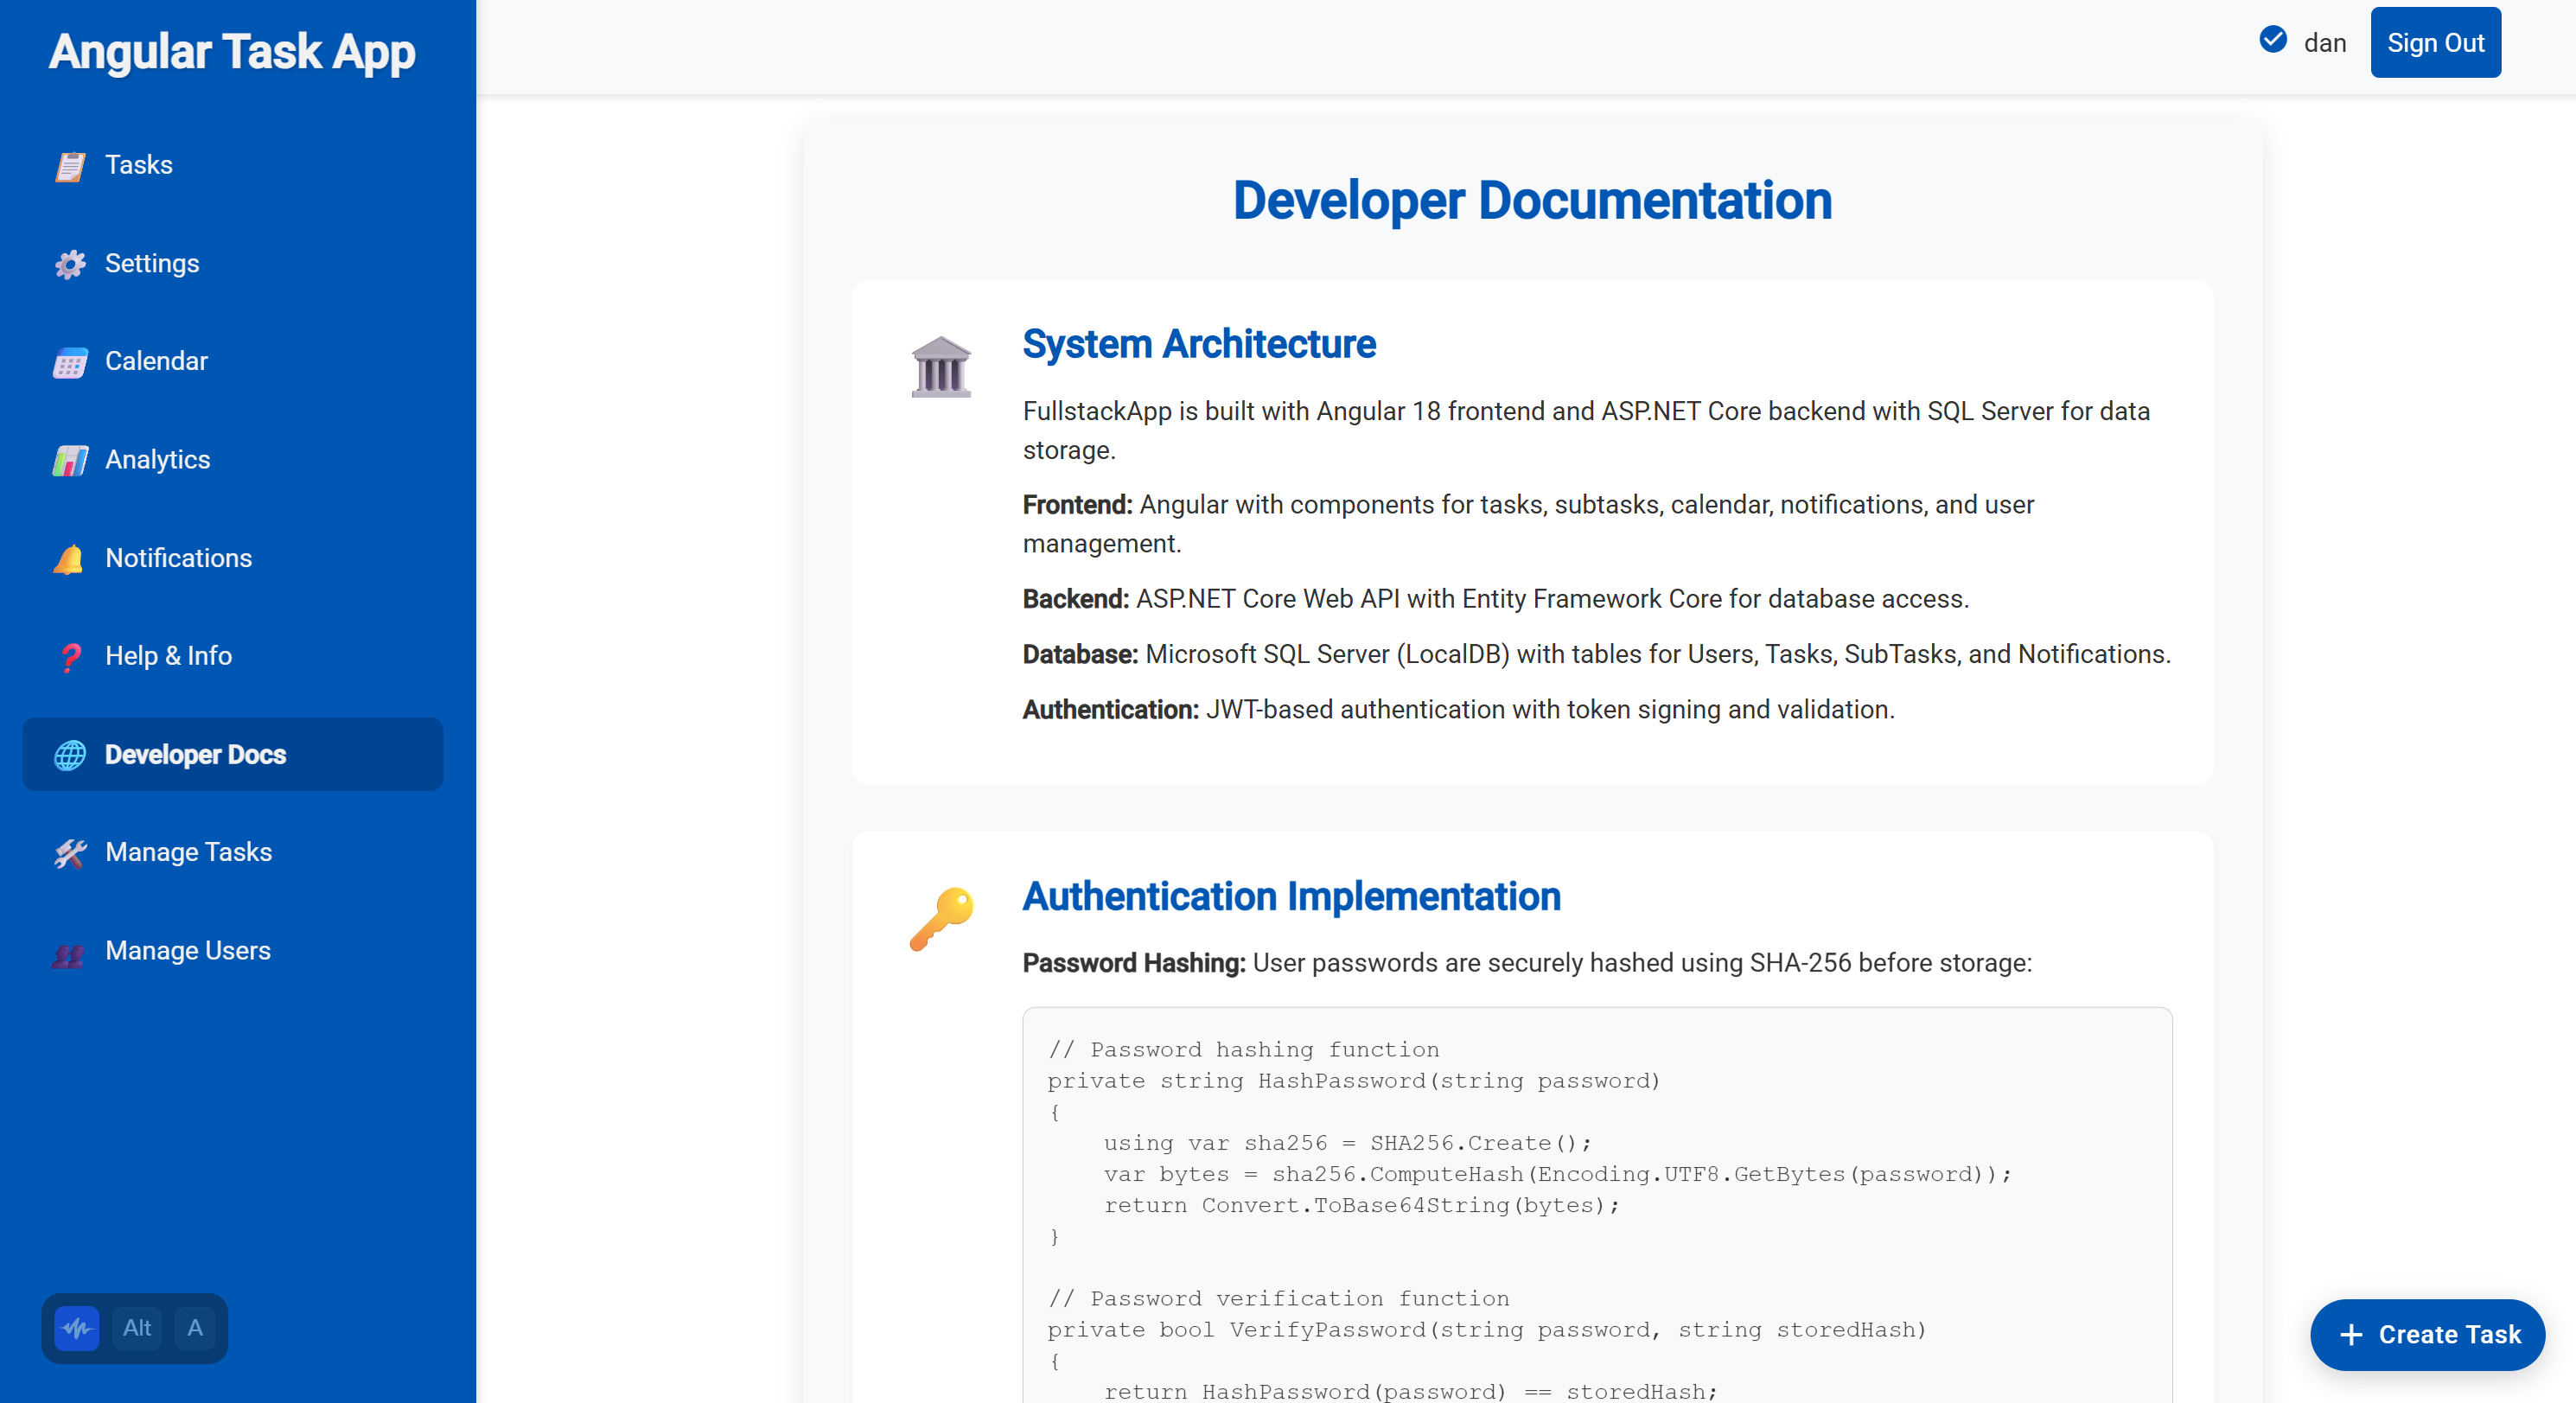 Angular Task App
Tasks
Settings
Calendar
Analytics
Notifications
Help & Info
Developer Docs
Manage Tasks
Manage Users
Alt A
dan
Sign Out
Developer Documentation
System Architecture
FullstackApp is built with Angular 18 frontend and ASP.NET Core backend with SQL Server for data
storage.
Frontend: Angular with components for tasks, subtasks, calendar, notifications, and user
management.
Backend: ASP.NET Core Web API with Entity Framework Core for database access.
Database: Microsoft SQL Server (LocalDB) with tables for Users, Tasks, SubTasks, and Notifications.
Authentication: JWT-based authentication with token signing and validation.
Authentication Implementation
Password Hashing: User passwords are securely hashed using SHA-256 before storage:
// Password hashing function
private string HashPassword(string password)
{
    using var sha256 = SHA256.Create();
    var bytes = sha256.ComputeHash(Encoding.UTF8.GetBytes(password));
    return Convert.ToBase64String(bytes);
}
// Password verification function
private bool VerifyPassword(string password, string storedHash)
{
    return HashPassword(password) == storedHash;
+ Create Task